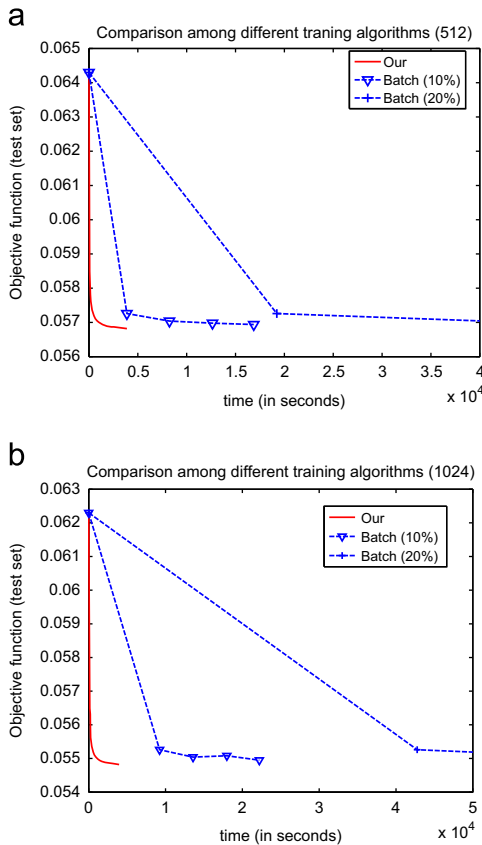 a
Comparison among different traning algorithms (512)
0.065
0.064
0.063
0.062
0.061
0.06
0.059
0.058
0.057
0.056
Objective function (test set)
Our
Batch (10%)
Batch (20%)
0 0.5 1 1.5 2 2.5 3 3.5 4
time (in seconds)
x 10^4
b
Comparison among different training algorithms (1024)
0.063
0.062
0.061
0.06
0.059
0.058
0.057
0.056
0.055
0.054
Objective function (test set)
Our
Batch (10%)
Batch (20%)
0 1 2 3 4 5
time (in seconds)
x 10^4